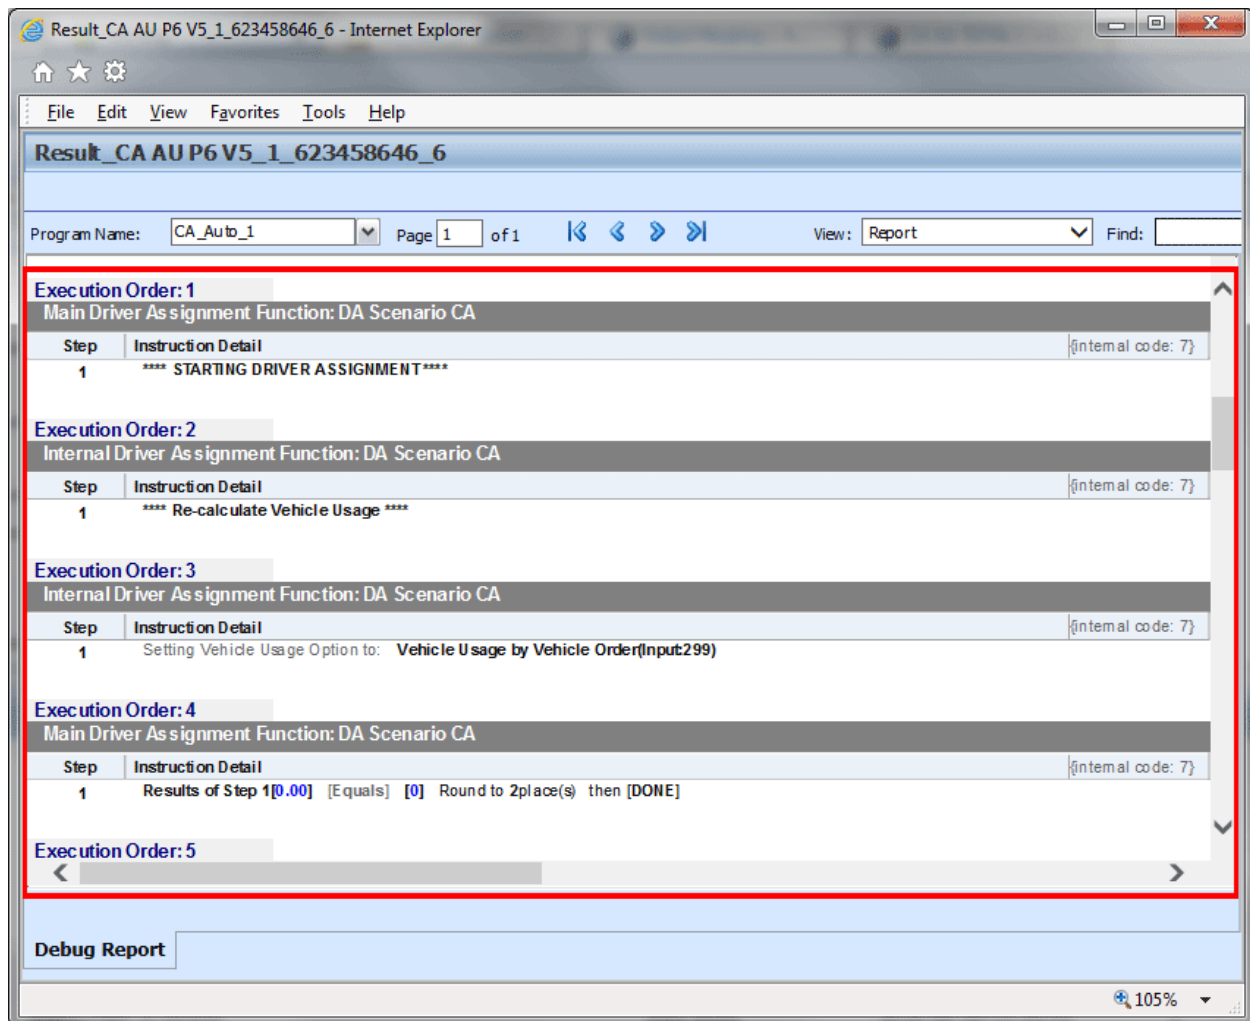 Result_CA AU P6 V5_1_623458646_6 - Internet Explorer
File Edit View Favorites Tools Help
Result_CA AU P6 V5_1_623458646_6
Program Name: CA_Auto_1 Page 1 of 1 View: Report Find:
Execution Order: 1
Main Driver Assignment Function: DA Scenario CA
Step Instruction Detail {internal code: 7}
1 **** STARTING DRIVER ASSIGNMENT****
Execution Order: 2
Internal Driver Assignment Function: DA Scenario CA
Step Instruction Detail {internal code: 7}
1 **** Re-calculate Vehicle Usage ****
Execution Order: 3
Internal Driver Assignment Function: DA Scenario CA
Step Instruction Detail {internal code: 7}
1 Setting Vehicle Usage Option to: Vehicle Usage by Vehicle Order(Input:299)
Execution Order: 4
Main Driver Assignment Function: DA Scenario CA
Step Instruction Detail {internal code: 7}
1 Results of Step 1[0.00] [Equals] [0] Round to 2place(s) then [DONE]
Execution Order: 5
Debug Report
105%